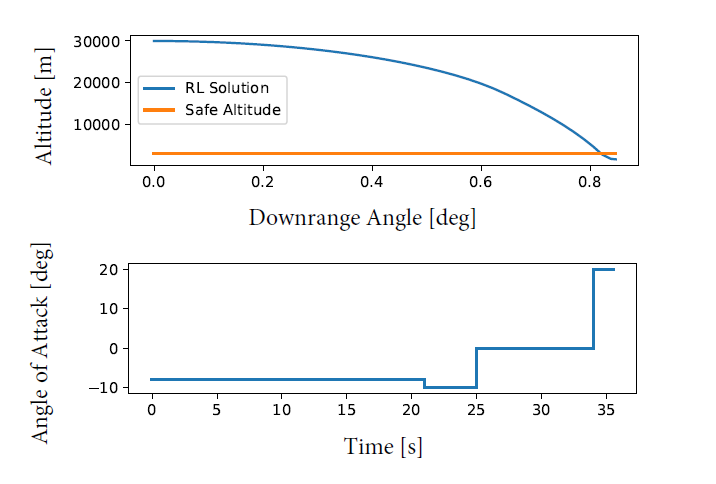 30000
20000
10000
Altitude [m]
RL Solution
Safe Altitude
0.0 0.2 0.4 0.6 0.8
Downrange Angle [deg]
20
10
0
−10
Angle of Attack [deg]
0 5 10 15 20 25 30 35
Time [s]